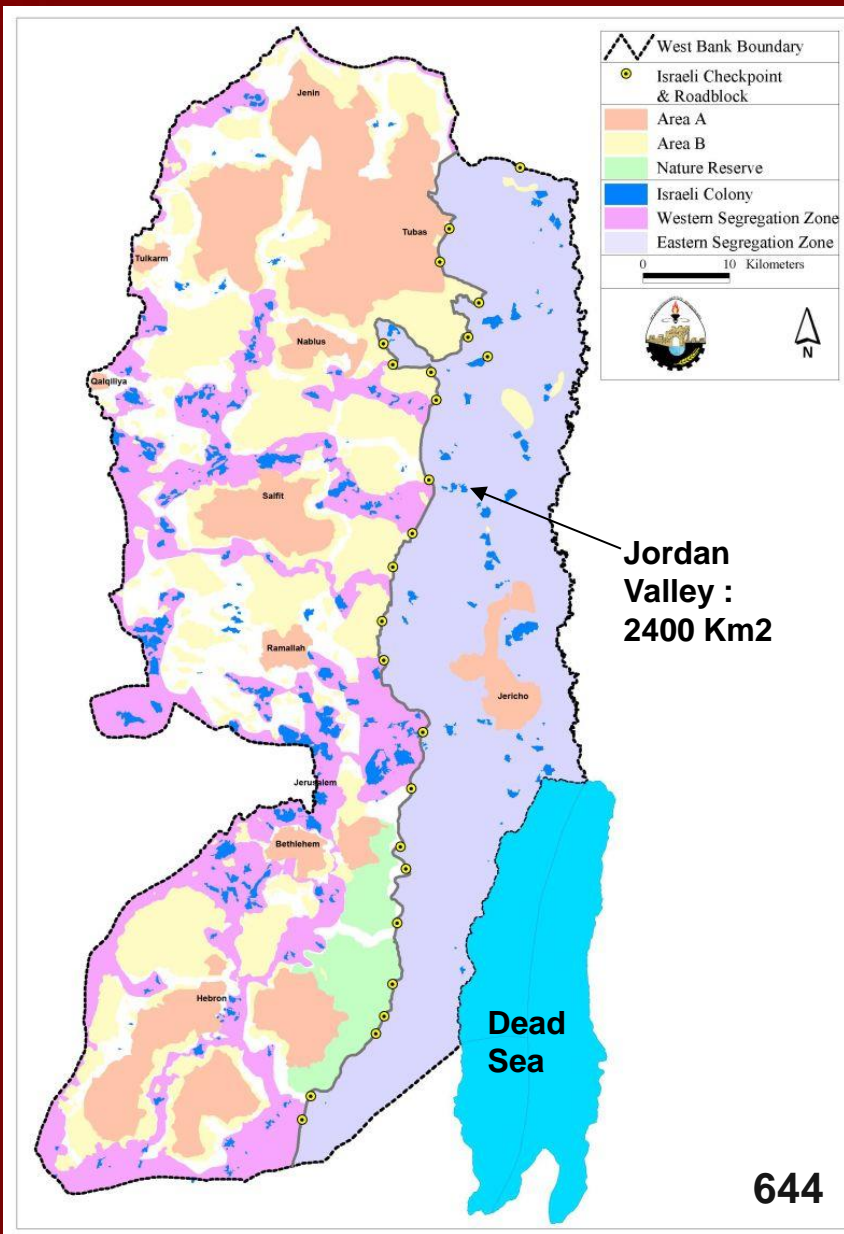 West Bank Boundary
Israeli Checkpoint
& Roadblock
Area A
Area B
Nature Reserve
Israeli Colony
Western Segregation Zone
Eastern Segregation Zone
0 10 Kilometers
N
Jenin
Tubas
Tulkarm
Nablus
Qalqiliya
Salfit
Jordan
Valley :
2400 Km2
Ramallah
Jericho
Jerusalem
Bethlehem
Hebron
Dead
Sea
644